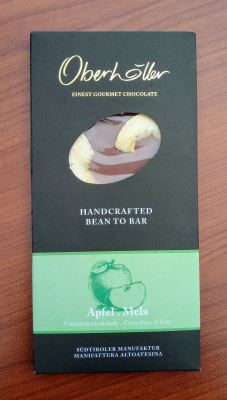 Oberhöller
FINEST GOURMET CHOCOLATE
HANDCRAFTED
BEAN TO BAR
Apfel . Mela
Vollmilchschokolade . Cioccolato al latte
SÜDTIROLER MANUFAKTUR
MANIFATTURA ALTOATESINA